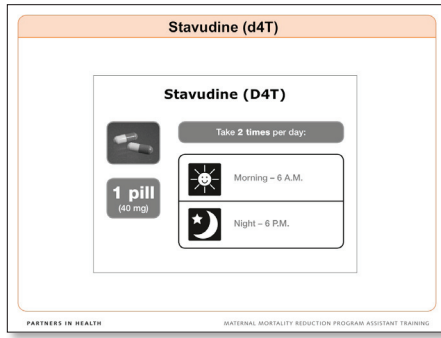 Stavudine (d4T)
Stavudine (D4T)
Take 2 times per day:
1 pill
(40 mg)
Morning – 6 A.M.
Night – 6 P.M.
PARTNERS IN HEALTH
MATERNAL MORTALITY REDUCTION PROGRAM ASSISTANT TRAINING